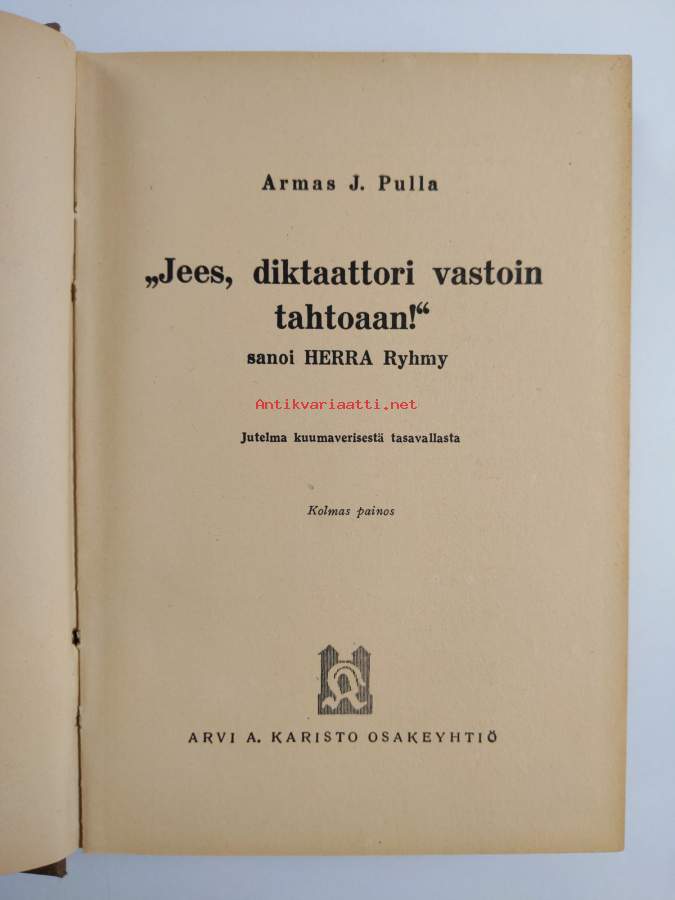 Armas J. Pulla
„Jees, diktaattori vastoin
tahtoaan!“
sanoi HERRA Ryhmy
Antikvariaatti.net
Jutelma kuumaverisestä tasavallasta
Kolmas painos
ARVI A. KARISTO OSAKEYHTIÖ